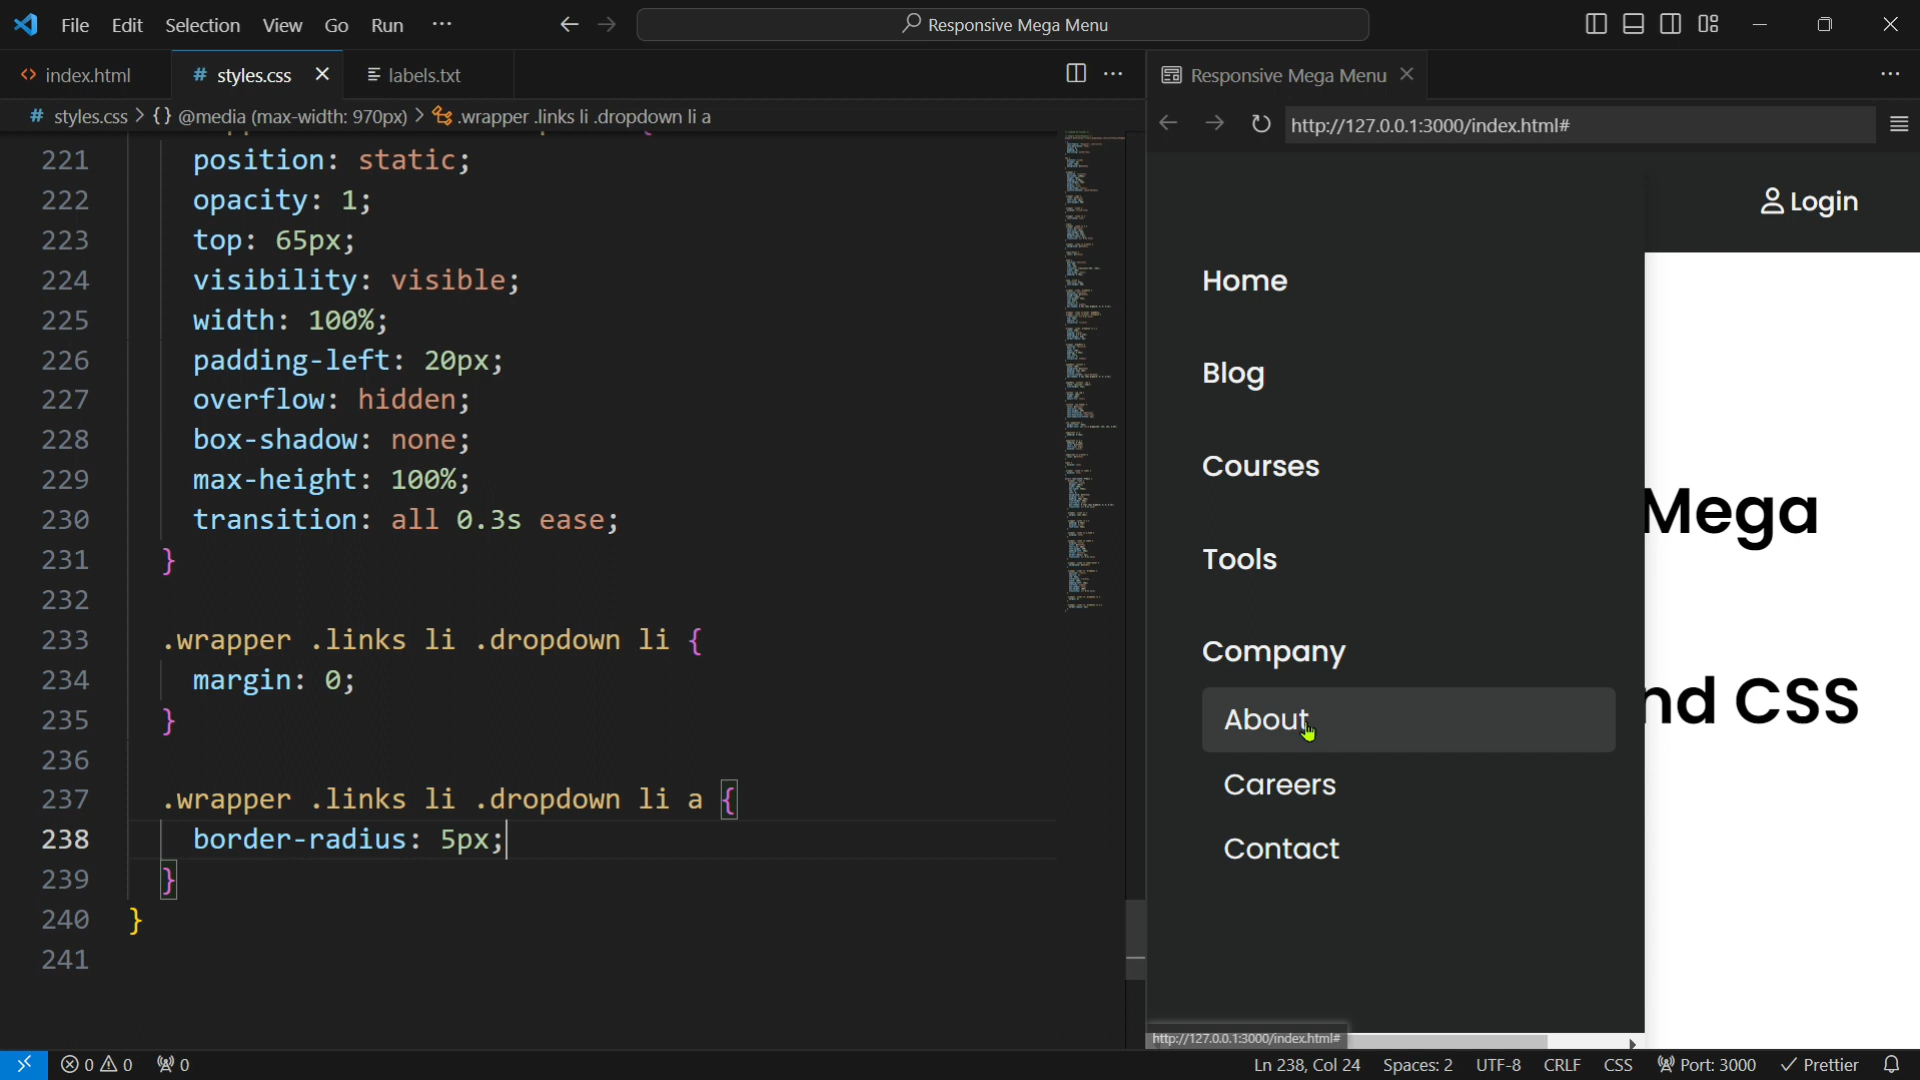 File Edit Selection View Go Run ···
Responsive Mega Menu
index.html
# styles.css
labels.txt
Responsive Mega Menu
# styles.css > {} @media (max-width: 970px) > .wrapper .links li .dropdown li a
http://127.0.0.1:3000/index.html#
221 position: static;
222 opacity: 1;
223 top: 65px;
224 visibility: visible;
225 width: 100%;
226 padding-left: 20px;
227 overflow: hidden;
228 box-shadow: none;
229 max-height: 100%;
230 transition: all 0.3s ease;
231 }
232
233 .wrapper .links li .dropdown li {
234 margin: 0;
235 }
236
237 .wrapper .links li .dropdown li a {
238 border-radius: 5px;
239 }
240 }
241
Login
Home
Blog
Courses
Tools
Company
About
Careers
Contact
Mega
nd CSS
http://127.0.0.1:3000/index.html#
0 0 0
Ln 238, Col 24 Spaces: 2 UTF-8 CRLF CSS Port: 3000 Prettier